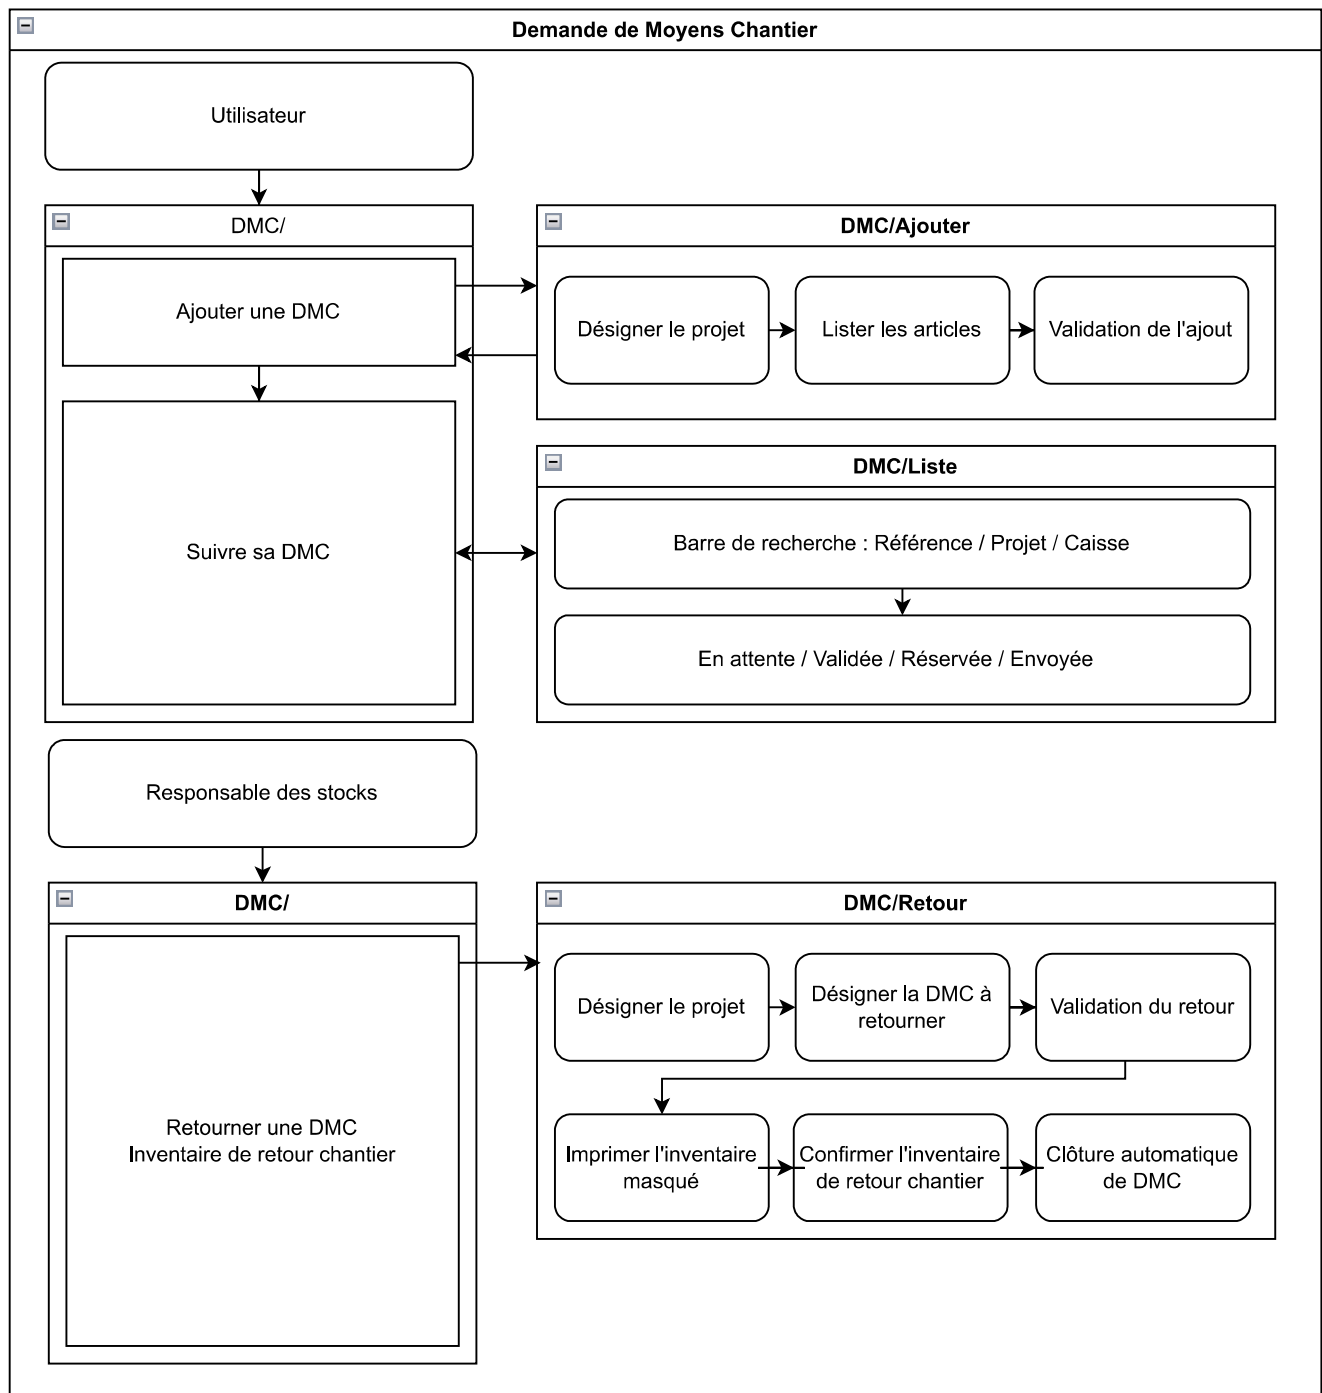 Demande de Moyens Chantier
Utilisateur
DMC/
Ajouter une DMC
Suivre sa DMC
DMC/Ajouter
Désigner le projet
Lister les articles
Validation de l'ajout
DMC/Liste
Barre de recherche : Référence / Projet / Caisse
En attente / Validée / Réservée / Envoyée
Responsable des stocks
DMC/
Retourner une DMC
Inventaire de retour chantier
DMC/Retour
Désigner le projet
Désigner la DMC à
retourner
Validation du retour
Imprimer l'inventaire
masqué
Confirmer l'inventaire
de retour chantier
Clôture automatique
de DMC